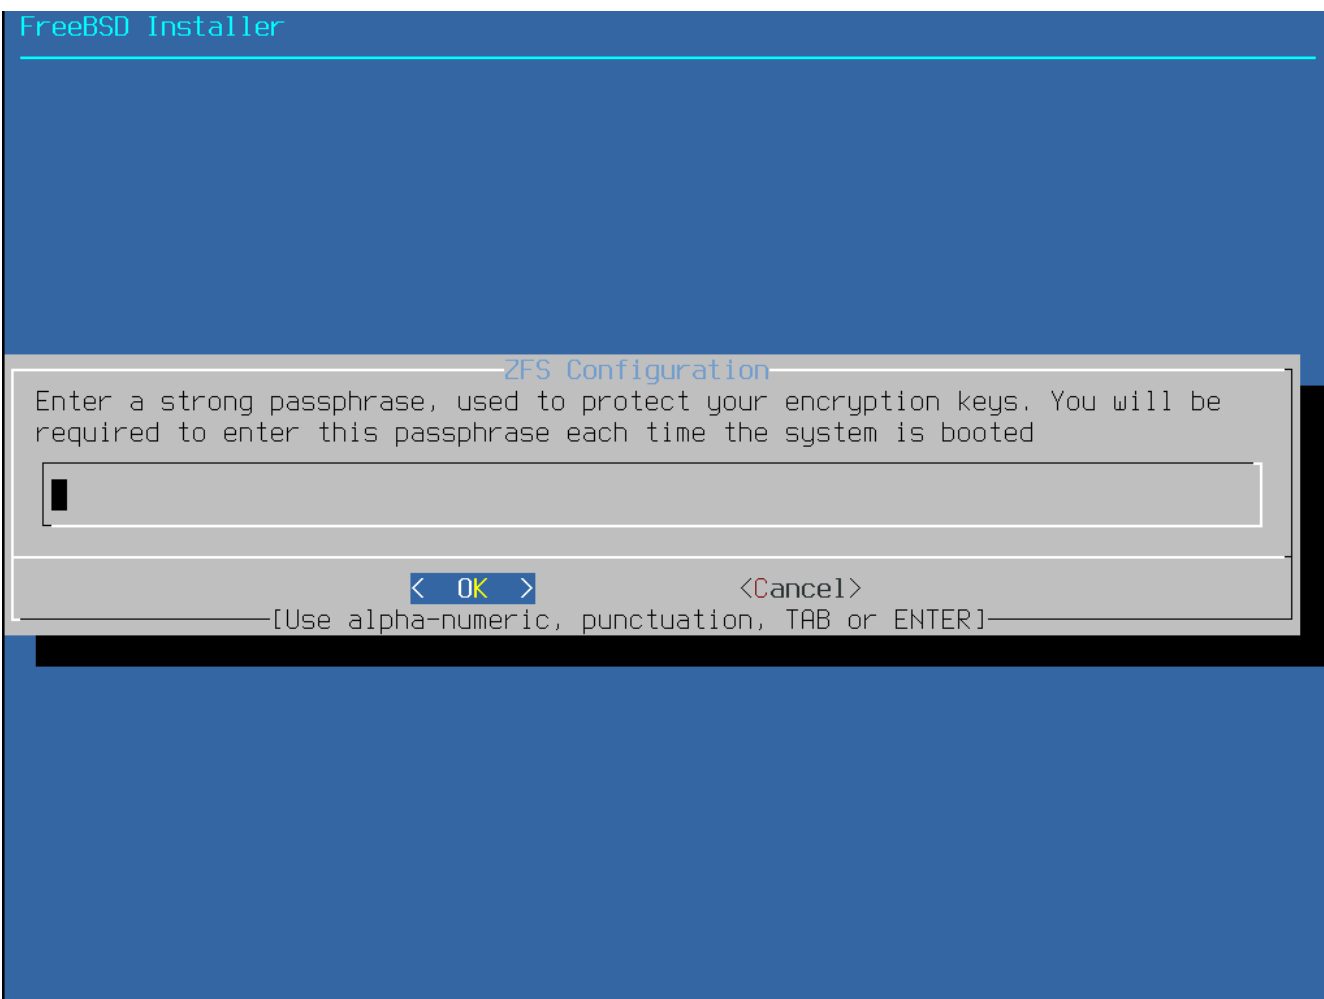 FreeBSD Installer
ZFS Configuration
Enter a strong passphrase, used to protect your encryption keys. You will be
required to enter this passphrase each time the system is booted
<  OK  > <Cancel>
[Use alpha-numeric, punctuation, TAB or ENTER]